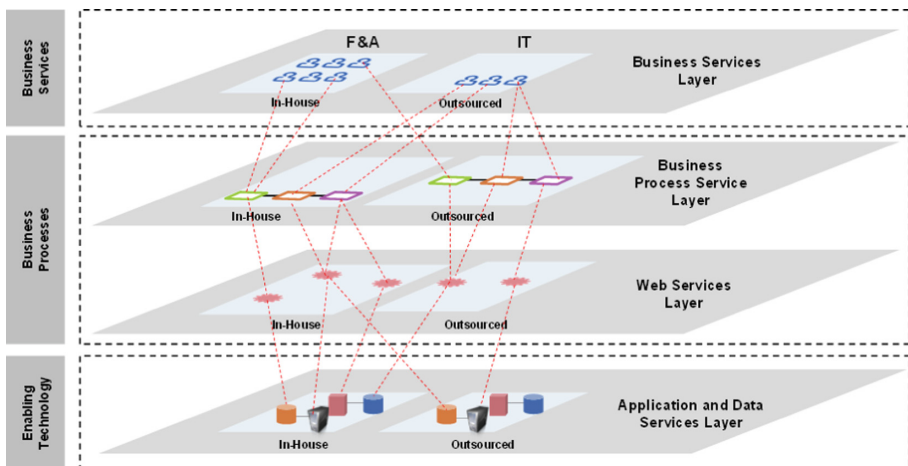 Business
Services
F&A
IT
In-House
Outsourced
Business Services
Layer
Business
Processes
In-House
Outsourced
Business
Process Service
Layer
In-House
Outsourced
Web Services
Layer
Enabling
Technology
In-House
Outsourced
Application and Data
Services Layer